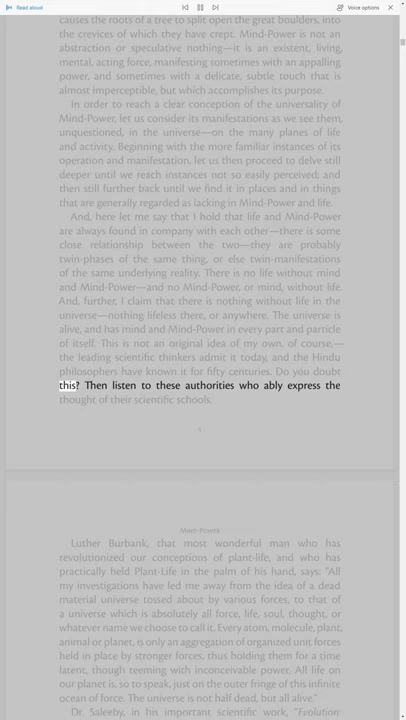 Read aloud
Voice options
causes the roots of a tree to split open the great boulders, into
the crevices of which they have crept. Mind-Power is not an
abstraction or speculative nothing—it is an existent, living,
mental, acting force, manifesting sometimes with an appalling
power, and sometimes with a delicate, subtle touch that is
almost imperceptible, but which accomplishes its purpose.
In order to reach a clear conception of the universality of
Mind-Power, let us consider its manifestations as we see them,
unquestioned, in the universe—on the many planes of life
and activity. Beginning with the more familiar instances of its
operation and manifestation, let us then proceed to delve still
deeper until we reach instances not so easily perceived; and
then still further back until we find it in places and in things
that are generally regarded as lacking in Mind-Power and life.
And, here let me say that I hold that life and Mind-Power
are always found in company with each other—there is some
close relationship between the two—they are probably
twin-phases of the same thing, or else twin-manifestations
of the same underlying reality. There is no life without mind
and Mind-Power—and no Mind-Power, or mind, without life.
And, further, I claim that there is nothing without life in the
universe—nothing lifeless there, or anywhere. The universe is
alive, and has mind and Mind-Power in every part and particle
of itself. This is not an original idea of my own, of course,—
the leading scientific thinkers admit it today, and the Hindu
philosophers have known it for fifty centuries. Do you doubt
this? Then listen to these authorities who ably express the
thought of their scientific schools.
Mind-Power
Luther Burbank, that most wonderful man who has
revolutionized our conceptions of plant-life, and who has
practically held Plant-Life in the palm of his hand, says: "All
my investigations have led me away from the idea of a dead
material universe tossed about by various forces, to that of
a universe which is absolutely all force, life, soul, thought, or
whatever name we choose to call it. Every atom, molecule, plant,
animal or planet, is only an aggregation of organized unit forces
held in place by stronger forces, thus holding them for a time
latent, though teeming with inconceivable power. All life on
our planet is, so to speak, just on the outer fringe of this infinite
ocean of force. The universe is not half dead, but all alive."
Dr. Saleeby, in his important scientific work, "Evolution: